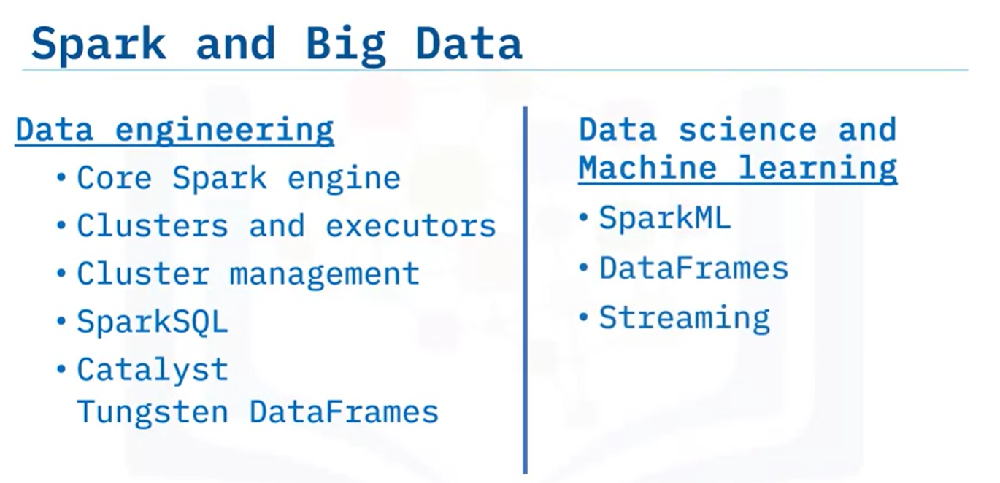 Spark and Big Data
Data engineering
• Core Spark engine
• Clusters and executors
• Cluster management
• SparkSQL
• Catalyst
Tungsten DataFrames
Data science and
Machine learning
• SparkML
• DataFrames
• Streaming